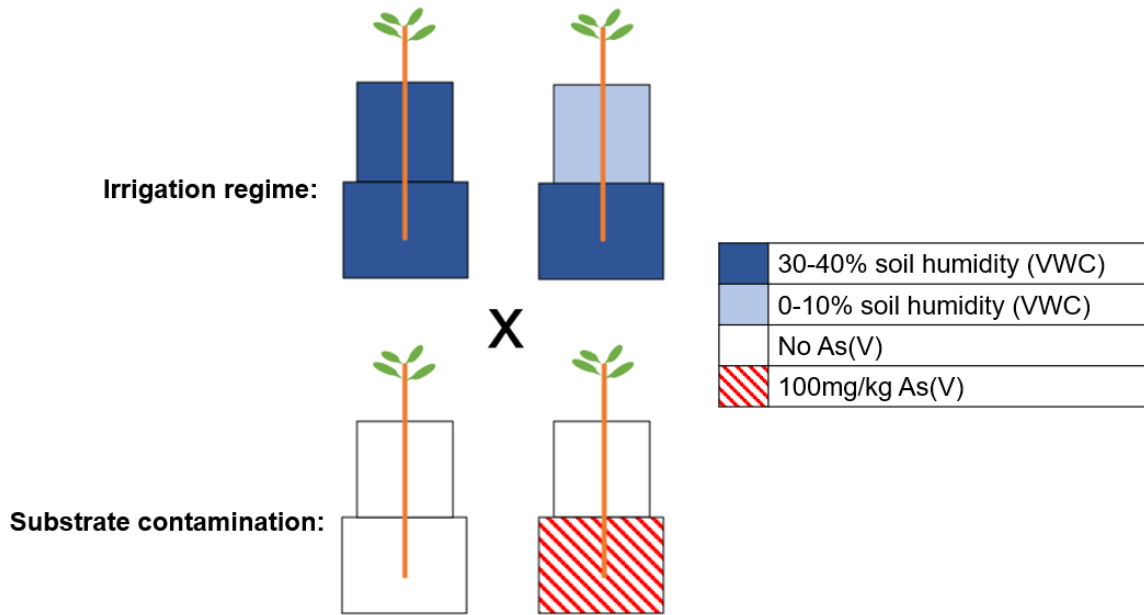 Irrigation regime:
30-40% soil humidity (VWC)
0-10% soil humidity (VWC)
X
No As(V)
100mg/kg As(V)
Substrate contamination: